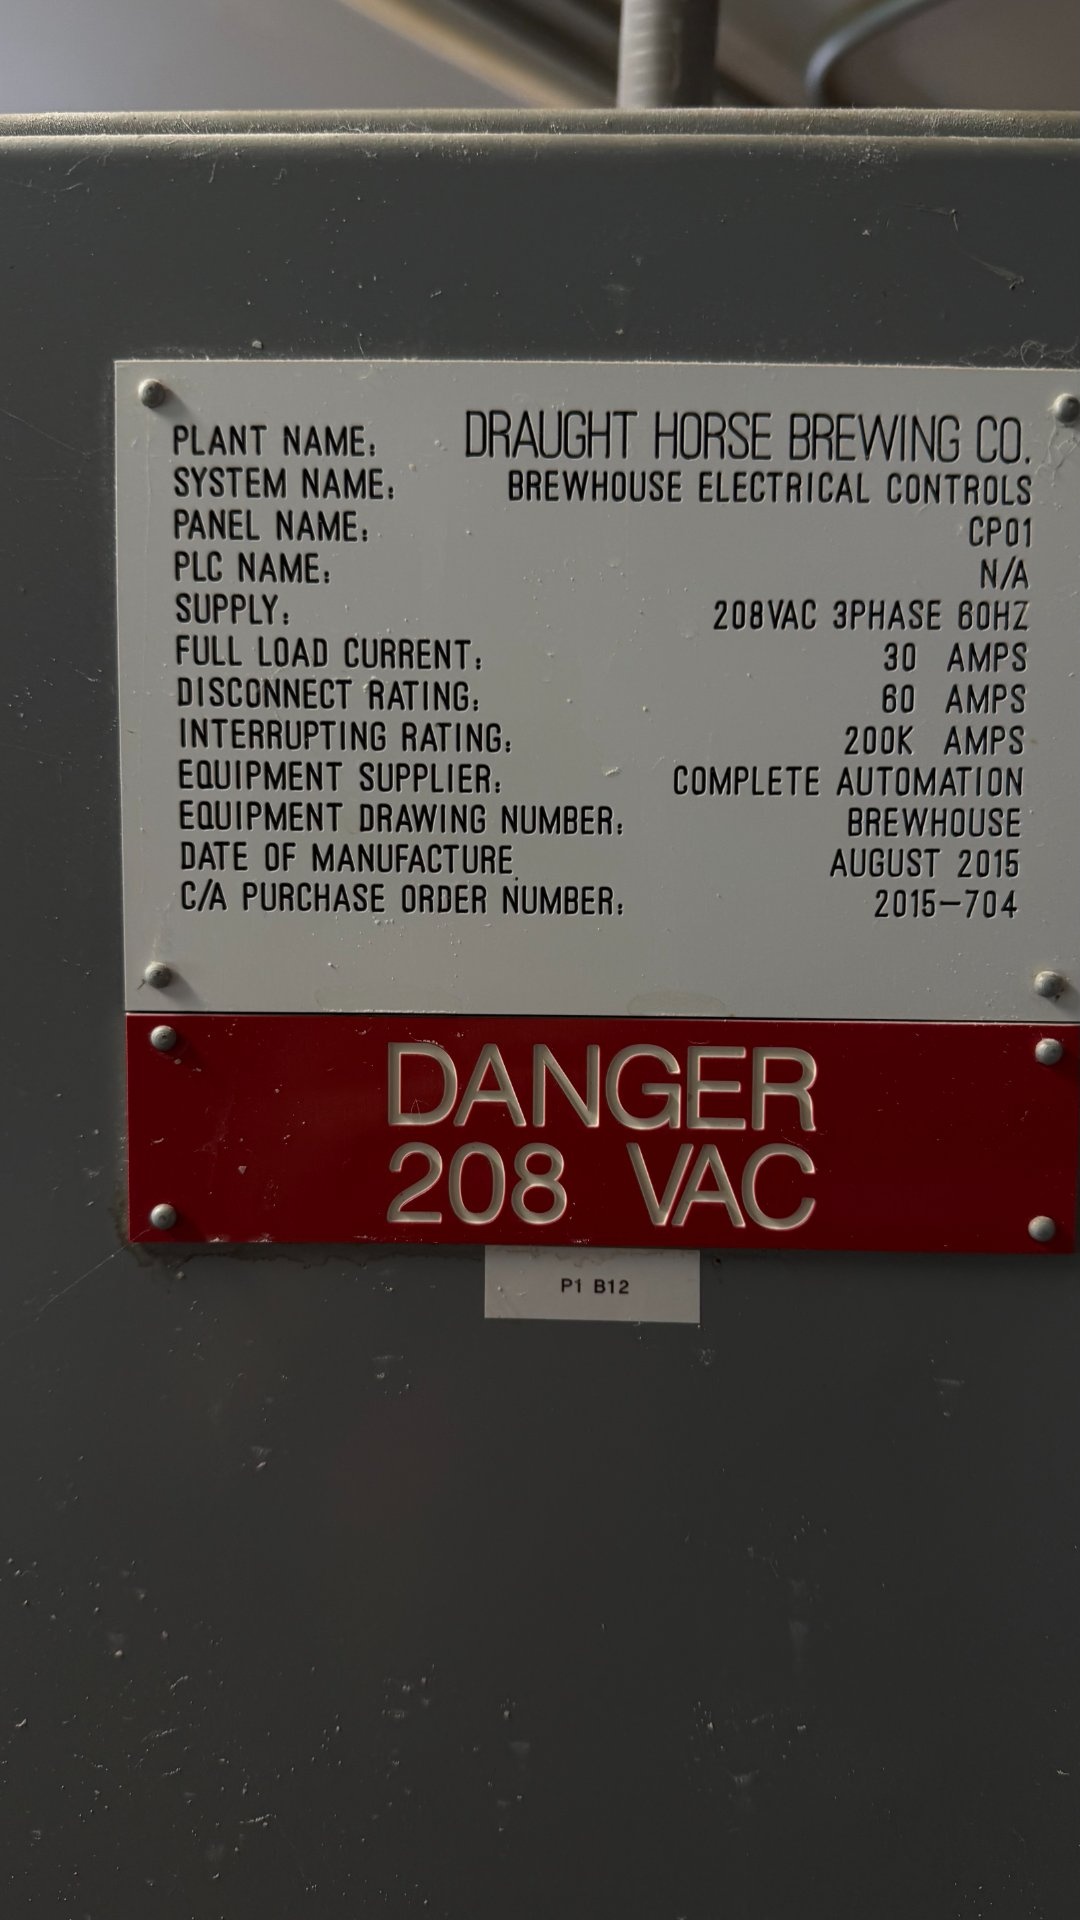 PLANT NAME: DRAUGHT HORSE BREWING CO.
SYSTEM NAME: BREWHOUSE ELECTRICAL CONTROLS
PANEL NAME: CP01
PLC NAME: N/A
SUPPLY: 208VAC 3PHASE 60HZ
FULL LOAD CURRENT: 30 AMPS
DISCONNECT RATING: 60 AMPS
INTERRUPTING RATING: 200K AMPS
EQUIPMENT SUPPLIER: COMPLETE AUTOMATION
EQUIPMENT DRAWING NUMBER: BREWHOUSE
DATE OF MANUFACTURE AUGUST 2015
C/A PURCHASE ORDER NUMBER: 2015-704
DANGER
208 VAC
P1 B12